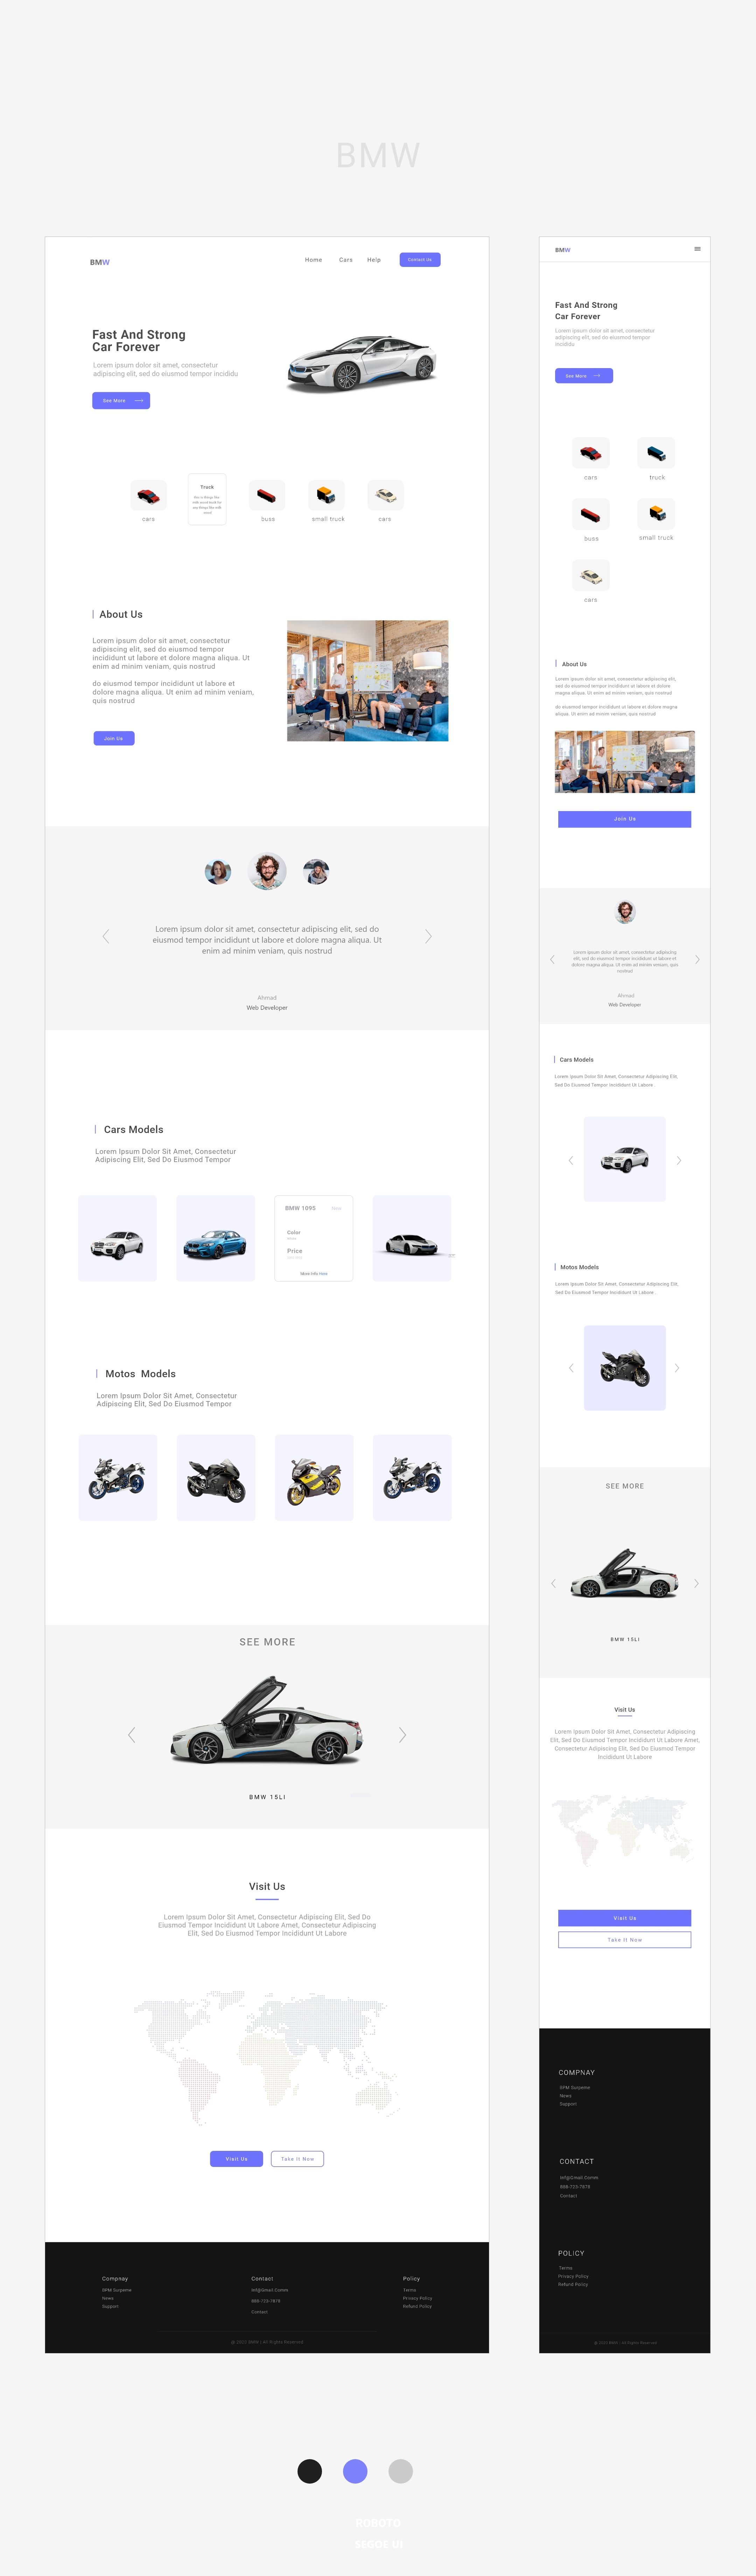 BMW
BMW
Home
Cars
Help
Contact Us
Fast And Strong
Car Forever
Lorem ipsum dolor sit amet, consectetur
adipiscing elit, sed do eiusmod tempor incididu
See More
cars
Truck
buss
small truck
cars
About Us
Lorem ipsum dolor sit amet, consectetur
adipiscing elit, sed do eiusmod tempor
incididunt ut labore et dolore magna aliqua. Ut
enim ad minim veniam, quis nostrud
do eiusmod tempor incididunt ut labore et
dolore magna aliqua. Ut enim ad minim veniam,
quis nostrud
Join Us
Lorem ipsum dolor sit amet, consectetur adipiscing elit, sed do
eiusmod tempor incididunt ut labore et dolore magna aliqua. Ut
enim ad minim veniam, quis nostrud
Ahmad
Web Developer
Cars Models
Lorem Ipsum Dolor Sit Amet, Consectetur
Adipiscing Elit, Sed Do Eiusmod Tempor
BMW 1095
Color
Price
More Info Here
Motos Models
Lorem Ipsum Dolor Sit Amet, Consectetur
Adipiscing Elit, Sed Do Eiusmod Tempor
SEE MORE
BMW 15LI
Visit Us
Lorem Ipsum Dolor Sit Amet, Consectetur Adipiscing Elit, Sed Do
Eiusmod Tempor Incididunt Ut Labore Amet, Consectetur Adipiscing
Elit, Sed Do Eiusmod Tempor Incididunt Ut Labore
Visit Us
Take It Now
Compnay
BPM Surpeme
News
Support
Contact
Inf@Gmail.Comm
888-723-7878
Contact
Policy
Terms
Privacy Policy
Refund Policy
BMW
Fast And Strong
Car Forever
Lorem ipsum dolor sit amet, consectetur
adipiscing elit, sed do eiusmod tempor
incididu
See More
cars
truck
buss
small truck
cars
About Us
Lorem ipsum dolor sit amet, consectetur adipiscing elit,
sed do eiusmod tempor incididunt ut labore et dolore
magna aliqua. Ut enim ad minim veniam, quis nostrud
do eiusmod tempor incididunt ut labore et dolore magna
aliqua. Ut enim ad minim veniam, quis nostrud
Join Us
Lorem ipsum dolor sit amet, consectetur adipiscing
elit, sed do eiusmod tempor incididunt ut labore et
dolore magna aliqua. Ut enim ad minim veniam, quis
nostrud
Ahmad
Web Developer
Cars Models
Lorem Ipsum Dolor Sit Amet, Consectetur Adipiscing Elit,
Sed Do Eiusmod Tempor Incididunt Ut Labore .
Motos Models
Lorem Ipsum Dolor Sit Amet, Consectetur Adipiscing Elit,
Sed Do Eiusmod Tempor Incididunt Ut Labore .
SEE MORE
BMW 15LI
Visit Us
Lorem Ipsum Dolor Sit Amet, Consectetur Adipiscing
Elit, Sed Do Eiusmod Tempor Incididunt Ut Labore Amet,
Consectetur Adipiscing Elit, Sed Do Eiusmod Tempor
Incididunt Ut Labore
Visit Us
Take It Now
COMPNAY
BPM Surpeme
News
Support
CONTACT
Inf@Gmail.Comm
888-723-7878
Contact
POLICY
Terms
Privacy Policy
Refund Policy
ROBOTO
SEGOE UI